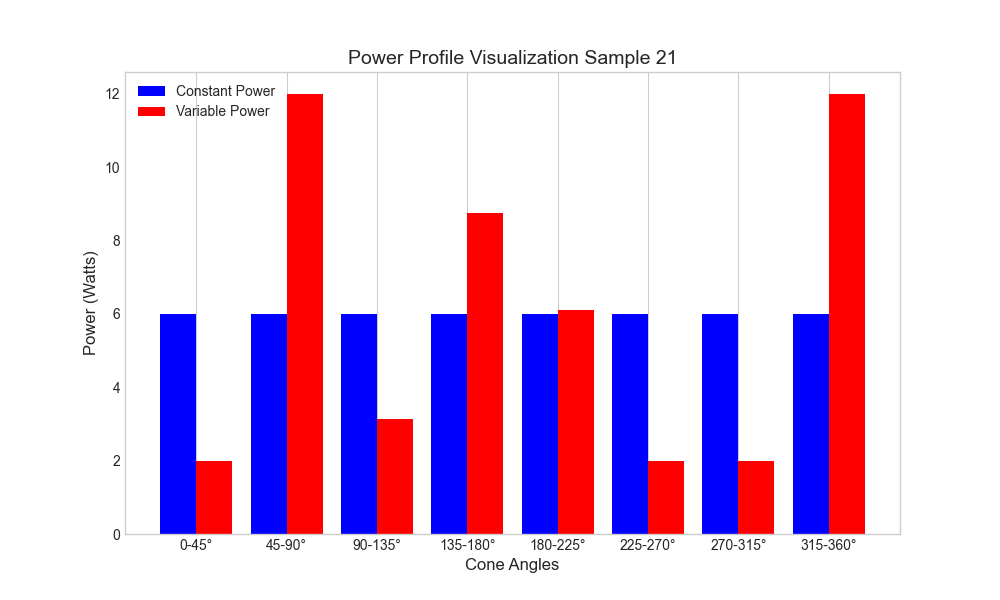 Power Profile Visualization Sample 21
Constant Power
Variable Power
Power (Watts)
12
10
8
6
4
2
0
0-45° 45-90° 90-135° 135-180° 180-225° 225-270° 270-315° 315-360°
Cone Angles